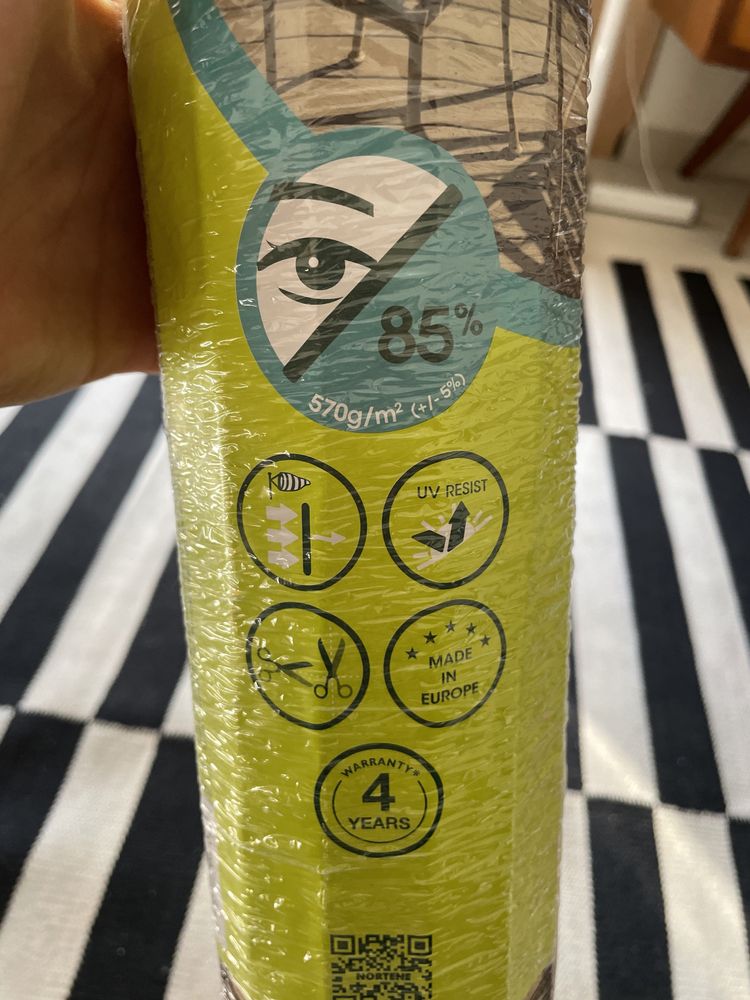 85%
570g/m² (+/- 5%)
UV RESIST
MADE
IN
EUROPE
WARRANTY*
4
YEARS
NORTENE